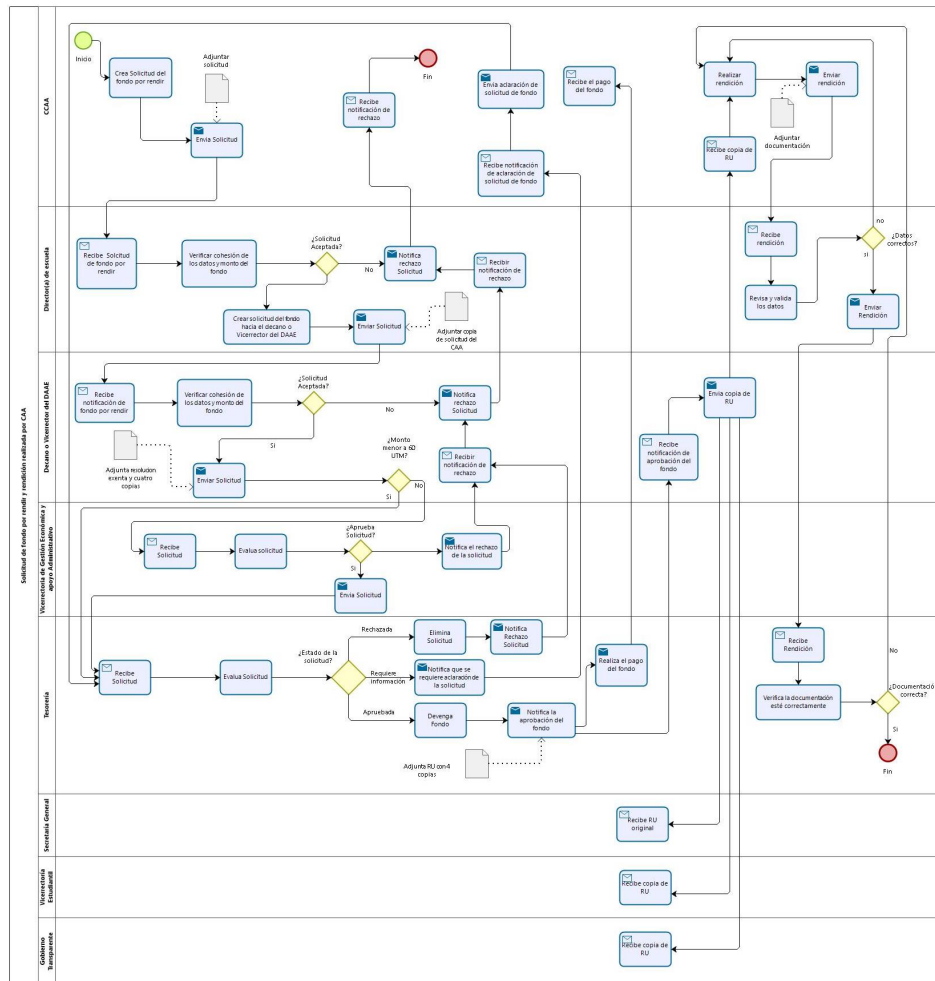 Solicitud de fondo por rendir y rendición realizada por CAA
CCAA
Inicio
Crea Solicitud del
fondo por rendir
Adjuntar
solicitud
Envia Solicitud
Fin
Recibe
notificación de
rechazo
Envia aclaración de
solicitud de fondo
Recibe notificación
de aclaración de
solicitud de fondo
Recibe el pago
del fondo
Realizar
rendición
Enviar
rendición
Adjuntar
documentación
Recibe copia de
RU
Director(a) de escuela
Recibe Solcitud
de fondo por
rendir
Verificar cohesión de
los datos y monto del
fondo
¿Solicitud
Aceptada?
No
Notifica
rechazo
Solicitud
Recibir
notificación de
rechazo
Crear solicitud del fondo
hacia el decano o
Vicerrector del DAAE
Enviar Solicitud
Adjuntar copia
de solicitud del
CAA
Recibe
rendición
Revisa y valida
los datos
no
¿Datos
correctos?
si
Enviar
Rendición
Decano o Vicerrector del DAAE
Recibe
notificación de
fondo por rendir
Verificar cohesión de
los datos y monto del
fondo
¿Solicitud
Aceptada?
No
Notifica
rechazo
Solicitud
Si
Adjunta resolucion
exenta y cuatro
copias
Enviar Solicitud
¿Monto
menor a 60
UTM?
No
Si
Recibir
notificación de
rechazo
Recibe
notificación de
aprobación del
fondo
Envia copia de
RU
Vicerrectoria de Gestión Económica y
apoyo Administrativo
Recibe
Solicitud
Evalua solicitud
¿Aprueba
Solicitud?
Si
Notifica el rechazo
de la solicitud
Envia Solicitud
Tesorería
Recibe
Solicitud
Evalua Solicitud
¿Estado de la
solicitud?
Rechazada
Elimina
Solicitud
Notifica
Rechazo
Solicitud
Requiere
información
Notifica que se
requiere aclaración de
la solicitud
Aprobada
Devenga
Fondo
Notifica la
aprobación del
fondo
Adjunta RU con 4
copias
Realiza el pago
del fondo
Recibe
Rendición
Verifica la documentación
esté correctamente
No
¿Documentación
correcta?
Si
Fin
Secretaria General
Recibe RU
original
Vicerrectoría
Estudiantil
Recibe copia de
RU
Gobierno
Transparente
Recibe copia de
RU